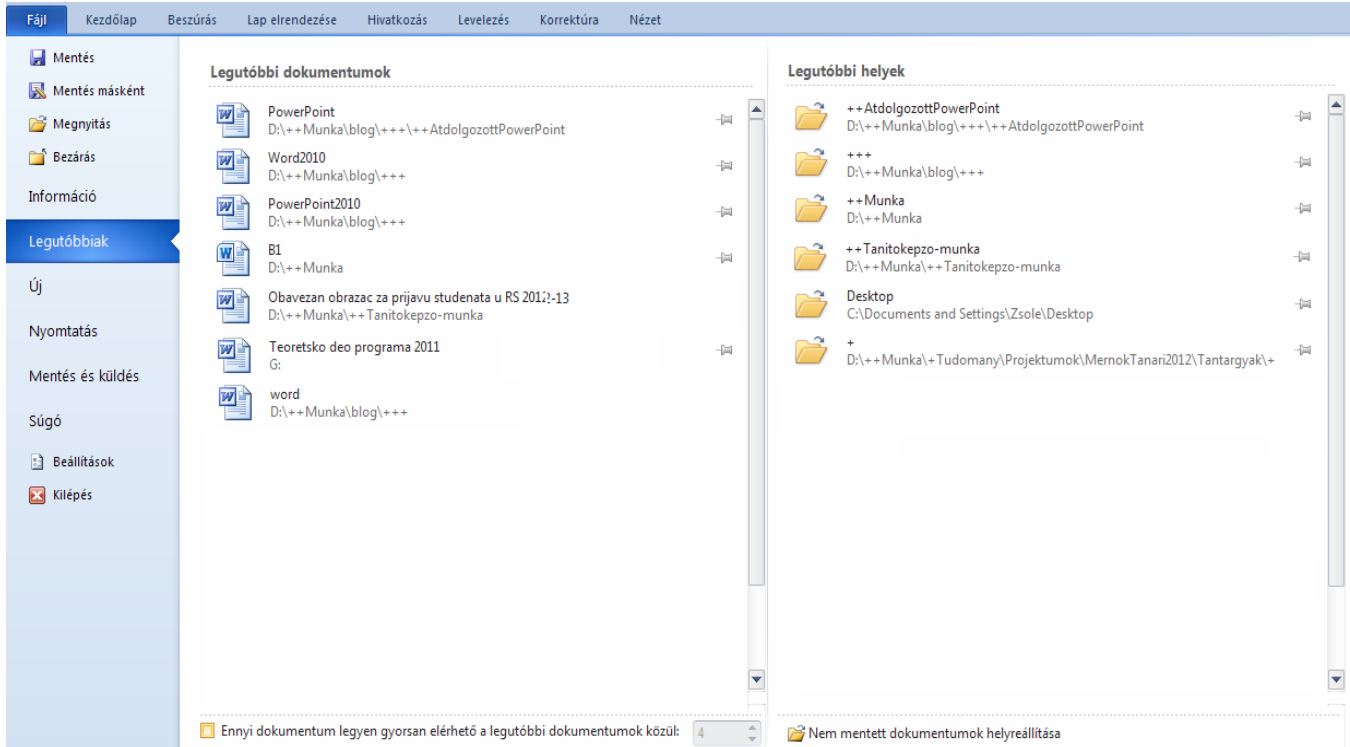 Fájl Kezdőlap Beszúrás Lap elrendezése Hivatkozás Levelezés Korrektúra Nézet
Mentés
Mentés másként
Megnyitás
Bezárás
Információ
Legutóbbiak
Új
Nyomtatás
Mentés és küldés
Súgó
Beállítások
Kilépés
Legutóbbi dokumentumok
PowerPoint
D:\++Munka\blog\+++\++AtdolgozottPowerPoint
Word2010
D:\++Munka\blog\+++
PowerPoint2010
D:\++Munka\blog\+++
B1
D:\++Munka
Obavezan obrazac za prijavu studenata u RS 2012-13
D:\++Munka\++Tanitokepzo-munka
Teoretsko deo programa 2011
G:
word
D:\++Munka\blog\+++
Ennyi dokumentum legyen gyorsan elérhető a legutóbbi dokumentumok közül: 4
Legutóbbi helyek
++AtdolgozottPowerPoint
D:\++Munka\blog\+++\++AtdolgozottPowerPoint
+++
D:\++Munka\blog\+++
++Munka
D:\++Munka
++Tanitokepzo-munka
D:\++Munka\++Tanitokepzo-munka
Desktop
C:\Documents and Settings\Zsole\Desktop
+
D:\++Munka\+Tudomany\Projektumok\MernokTanari2012\Tantargyak\+
Nem mentett dokumentumok helyreállítása